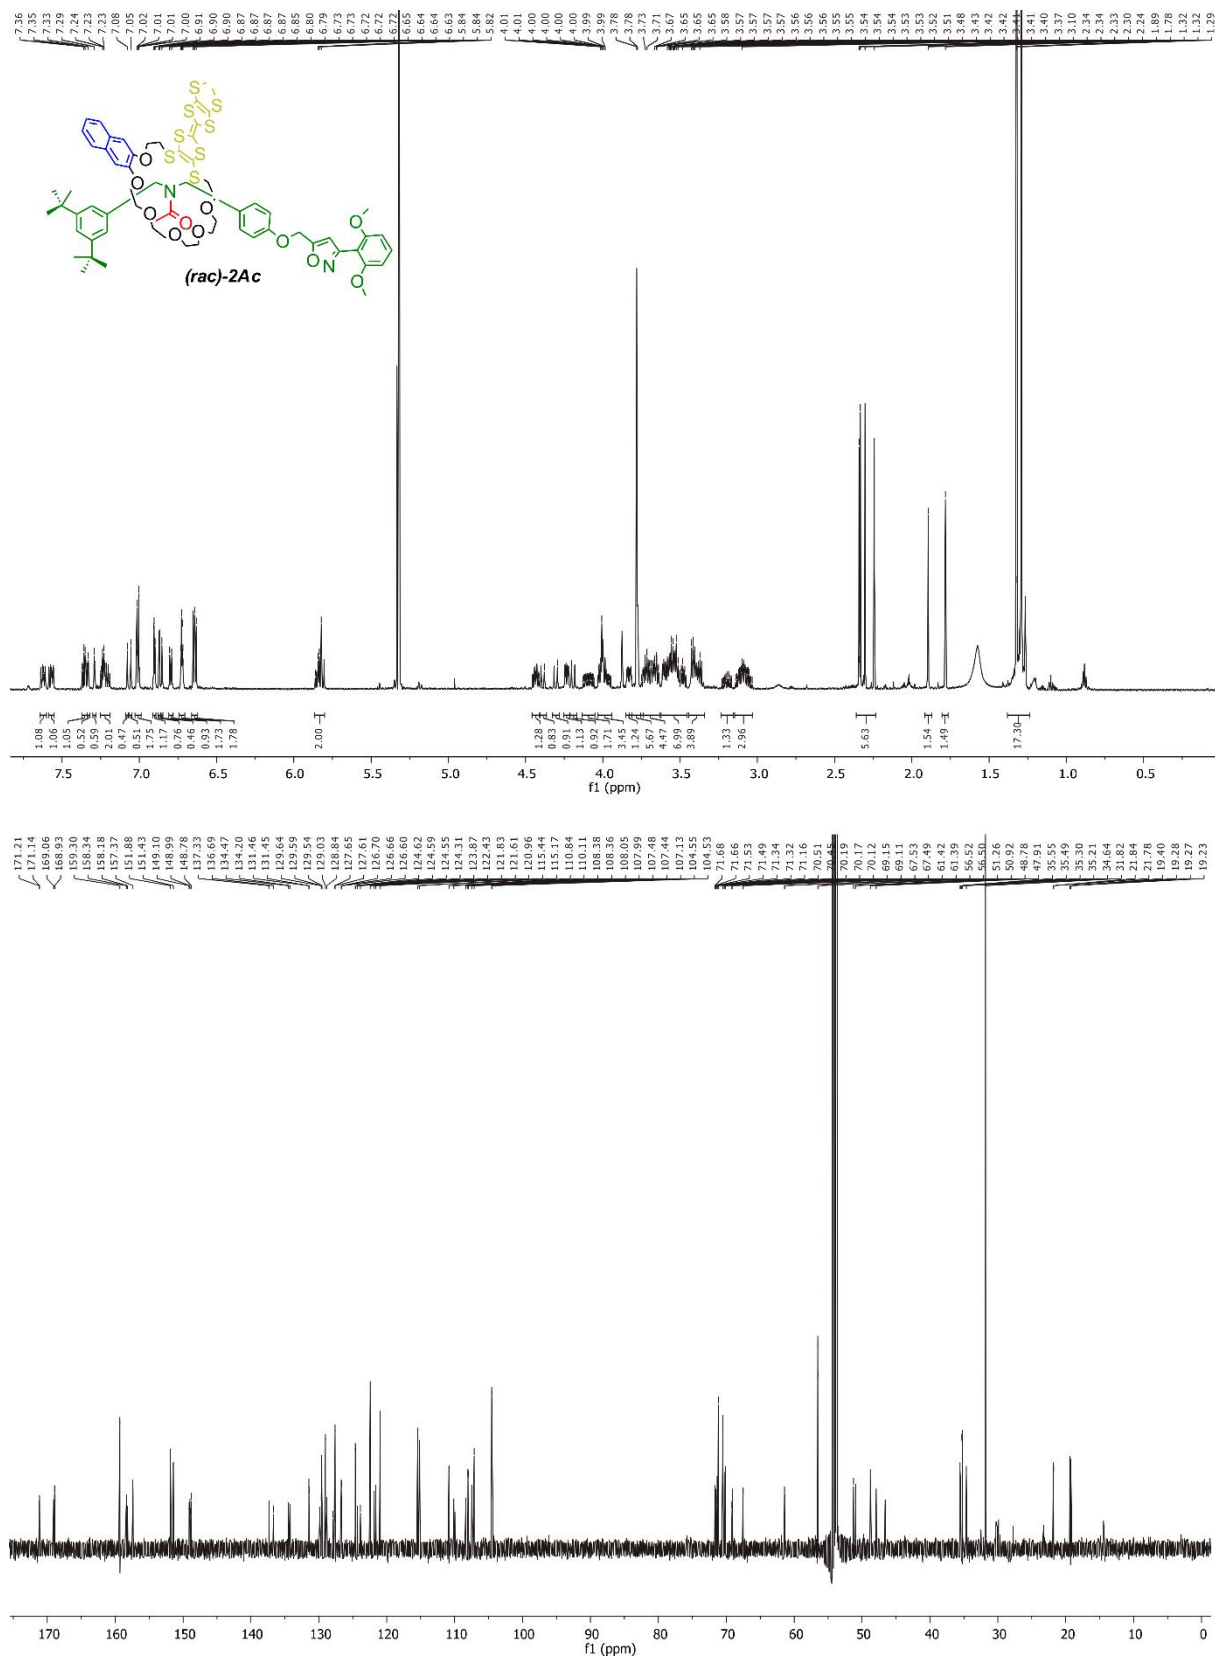 7.36 7.35 7.33 7.29 7.24 7.23 7.23 7.08 7.05 7.02 7.01 7.01 7.00 6.91 6.90 6.90 6.87 6.87 6.87 6.85 6.80 6.79 6.73 6.73 6.72 6.72 6.72 6.65 6.64 6.64 6.63 5.84 5.84 5.82 4.01 4.01 4.00 4.00 4.00 3.99 3.99 3.78 3.78 3.73 3.71 3.67 3.65 3.65 3.65 3.58 3.57 3.57 3.57 3.57 3.56 3.56 3.56 3.55 3.55 3.54 3.54 3.54 3.53 3.53 3.52 3.51 3.48 3.43 3.42 3.42 3.41 3.41 3.40 3.37 3.10 2.34 2.34 2.33 2.30 2.24 1.89 1.78 1.32 1.32 1.29
S S
S S
S S
S S
O S
O S
N
O
O O
O O O
O
O N O
(rac)-2Ac
1.08 1.06 1.05 0.52 0.59 2.01 0.47 0.51 1.75 1.17 0.76 0.46 0.93 1.73 1.78 2.00 1.28 0.83 0.91 1.13 0.92 1.71 3.45 1.24 5.67 4.47 6.99 3.89 1.33 2.96 5.63 1.54 1.49 17.30
7.5 7.0 6.5 6.0 5.5 5.0 4.5 4.0 3.5 3.0 2.5 2.0 1.5 1.0 0.5
f1 (ppm)
171.21 171.14 169.06 168.93 159.30 158.34 158.18 157.37 151.88 151.43 149.10 148.99 148.78 137.33 136.69 134.47 134.20 131.46 131.45 129.64 129.59 129.54 129.03 128.84 127.65 127.61 126.70 126.66 126.60 124.62 124.59 124.55 124.31 123.87 122.43 121.83 121.61 120.96 115.44 115.17 110.84 110.11 108.38 108.36 108.05 107.99 107.48 107.44 107.13 104.55 104.53 71.68 71.66 71.53 71.49 71.34 71.32 71.16 70.51 70.45 70.19 70.17 70.12 69.15 69.11 67.53 67.49 61.42 61.39 56.52 56.50 51.26 50.92 48.78 47.91 35.55 35.49 35.30 35.21 34.64 31.82 21.84 21.78 19.40 19.28 19.27 19.23
170 160 150 140 130 120 110 100 90 80 70 60 50 40 30 20 10 0
f1 (ppm)